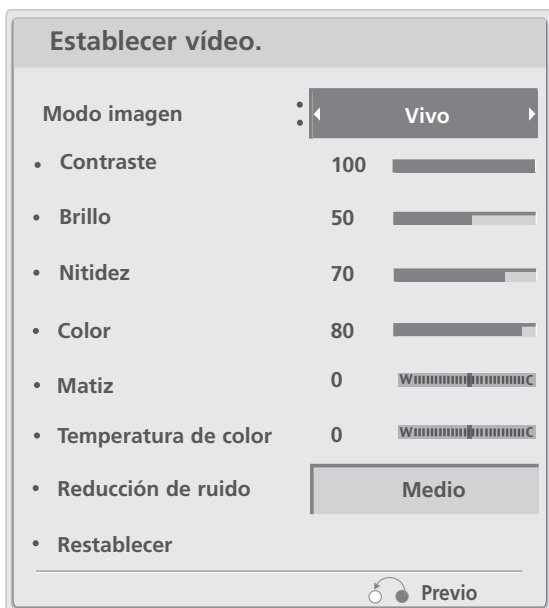 Establecer vídeo.
Modo imagen : Vivo
• Contraste 100
• Brillo 50
• Nitidez 70
• Color 80
• Matiz 0 W C
• Temperatura de color 0 W C
• Reducción de ruido Medio
• Restablecer
Previo